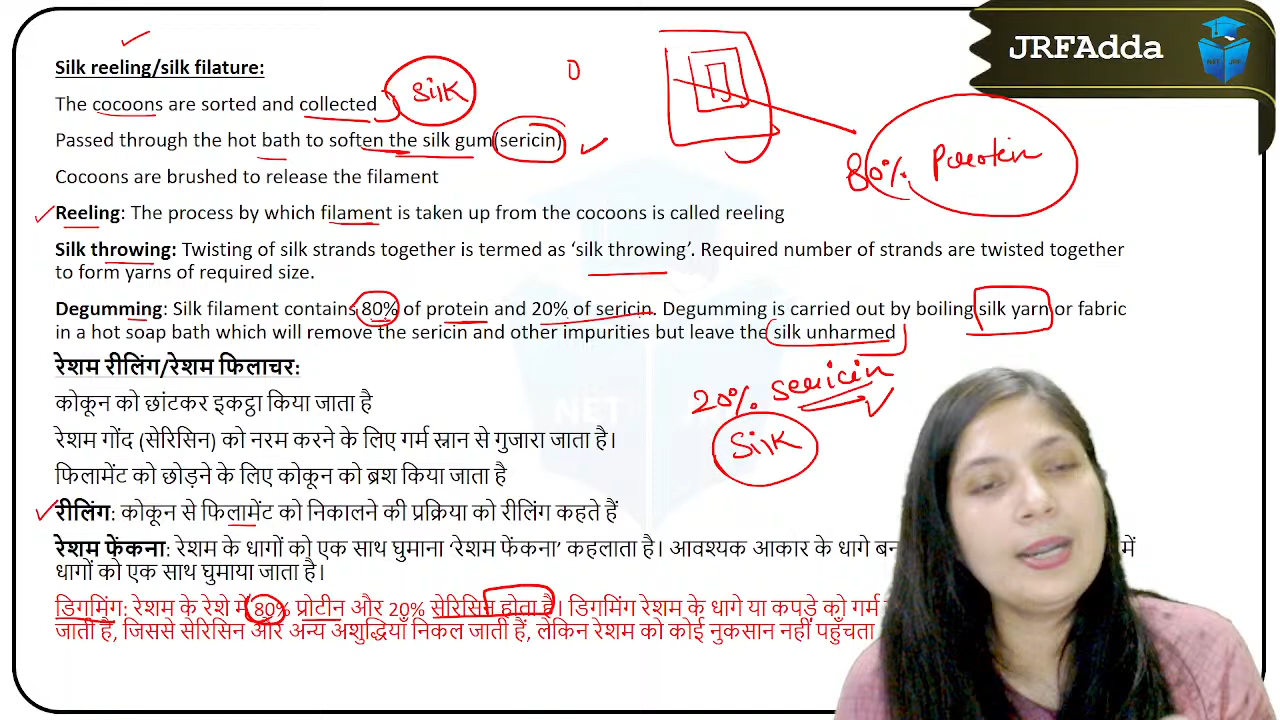 JRFAdda
NET JRF
Silk reeling/silk filature:
The cocoons are sorted and collected
Silk
Passed through the hot bath to soften the silk gum(sericin)
80% Protein
Cocoons are brushed to release the filament
Reeling: The process by which filament is taken up from the cocoons is called reeling
Silk throwing: Twisting of silk strands together is termed as ‘silk throwing’. Required number of strands are twisted together
to form yarns of required size.
Degumming: Silk filament contains 80% of protein and 20% of sericin. Degumming is carried out by boiling silk yarn or fabric
in a hot soap bath which will remove the sericin and other impurities but leave the silk unharmed
रेशम रीलिंग/रेशम फिलाचर:
20% sericin
कोकून को छांटकर इकट्ठा किया जाता है
NET
रेशम गोंद (सेरिसिन) को नरम करने के लिए गर्म स्नान से गुजारा जाता है।
Silk
फिलामेंट को छोड़ने के लिए कोकून को ब्रश किया जाता है
रीलिंग: कोकून से फिलामेंट को निकालने की प्रक्रिया को रीलिंग कहते हैं
रेशम फेंकना: रेशम के धागों को एक साथ घुमाना ‘रेशम फेंकना’ कहलाता है। आवश्यक आकार के धागे में
धागों को एक साथ घुमाया जाता है।
डिगमिंग: रेशम के रेशे में 80% प्रोटीन और 20% सेरिसिन होता है। डिगमिंग रेशम के धागे या कपड़े को गर्म
जाती है, जिससे सेरिसिन और अन्य अशुद्धियाँ निकल जाती हैं, लेकिन रेशम को कोई नुकसान नहीं पहुँचता